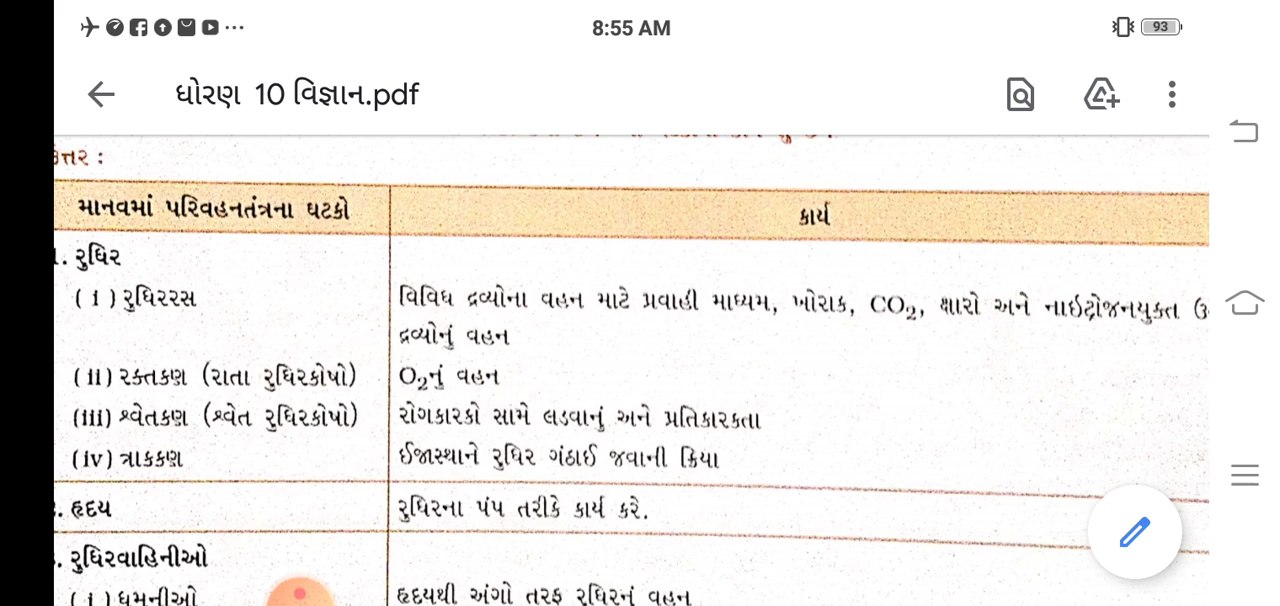 8:55 AM
93
ધોરણ 10 વિજ્ઞાન.pdf
ત્તર :
માનવમાં પરિવહનતંત્રના ઘટકો કાર્ય
. રુધિર
( i ) રુધિરરસ વિવિધ દ્રવ્યોના વહન માટે પ્રવાહી માધ્યમ, ખોરાક, CO₂, ક્ષારો અને નાઇટ્રોજનયુક્ત
દ્રવ્યોનું વહન
( ii ) રક્તકણ (રાતા રુધિરકોષો) O₂નું વહન
(iii) શ્વેતકણ (શ્વેત રુધિરકોષો) રોગકારકો સામે લડવાનું અને પ્રતિકારકતા
(iv) ત્રાકકણ ઈજાસ્થાને રુધિર ગંઠાઈ જવાની ક્રિયા
. હૃદય રુધિરના પંપ તરીકે કાર્ય કરે.
. રુધિરવાહિનીઓ
( i ) ધમનીઓ હૃદયથી અંગો તરફ રુધિરનું વહન